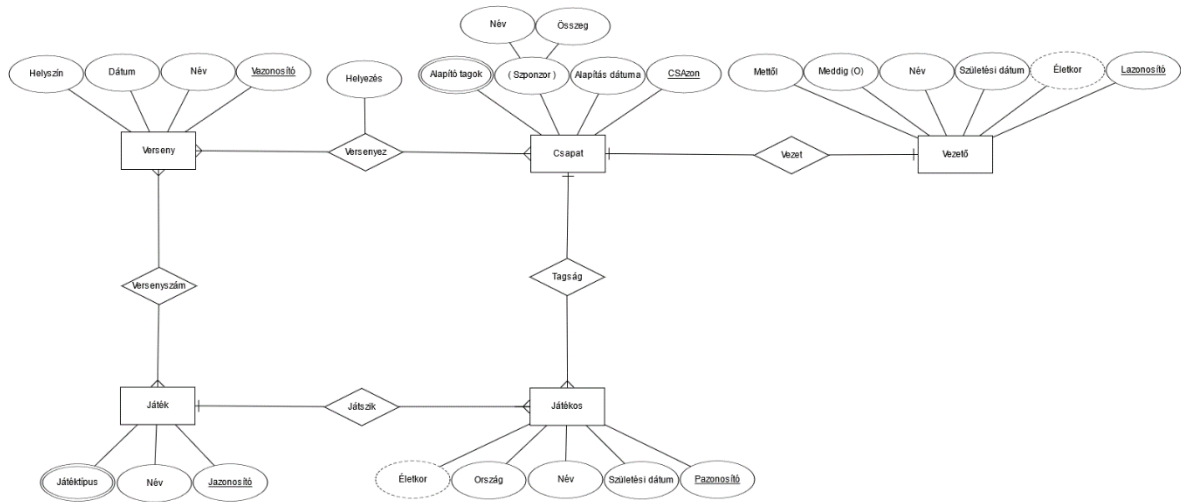 Név
Összeg
Helyszín
Dátum
Név
Vazonosító
Helyezés
Alapító tagok
( Szponzor )
Alapítás dátuma
CSAzon
Mettől
Meddig (O)
Név
Születési dátum
Életkor
Lazonosító
Verseny
Versenyez
Csapat
Vezet
Vezető
Versenyszám
Tagság
Játék
Játszik
Játékos
Játéktípus
Név
Jazonosító
Életkor
Ország
Név
Születési dátum
Pazonosító